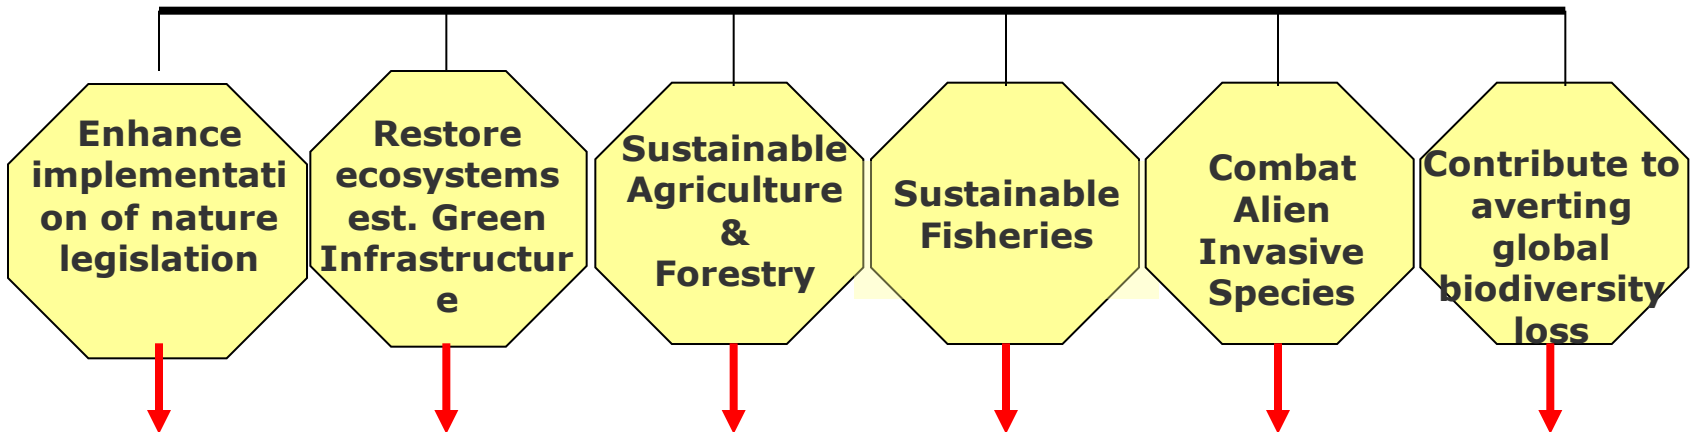 Enhance
implementati
on of nature
legislation
Restore
ecosystems
est. Green
Infrastructur
e
Sustainable
Agriculture
&
Forestry
Sustainable
Fisheries
Combat
Alien
Invasive
Species
Contribute to
averting
global
biodiversity
loss